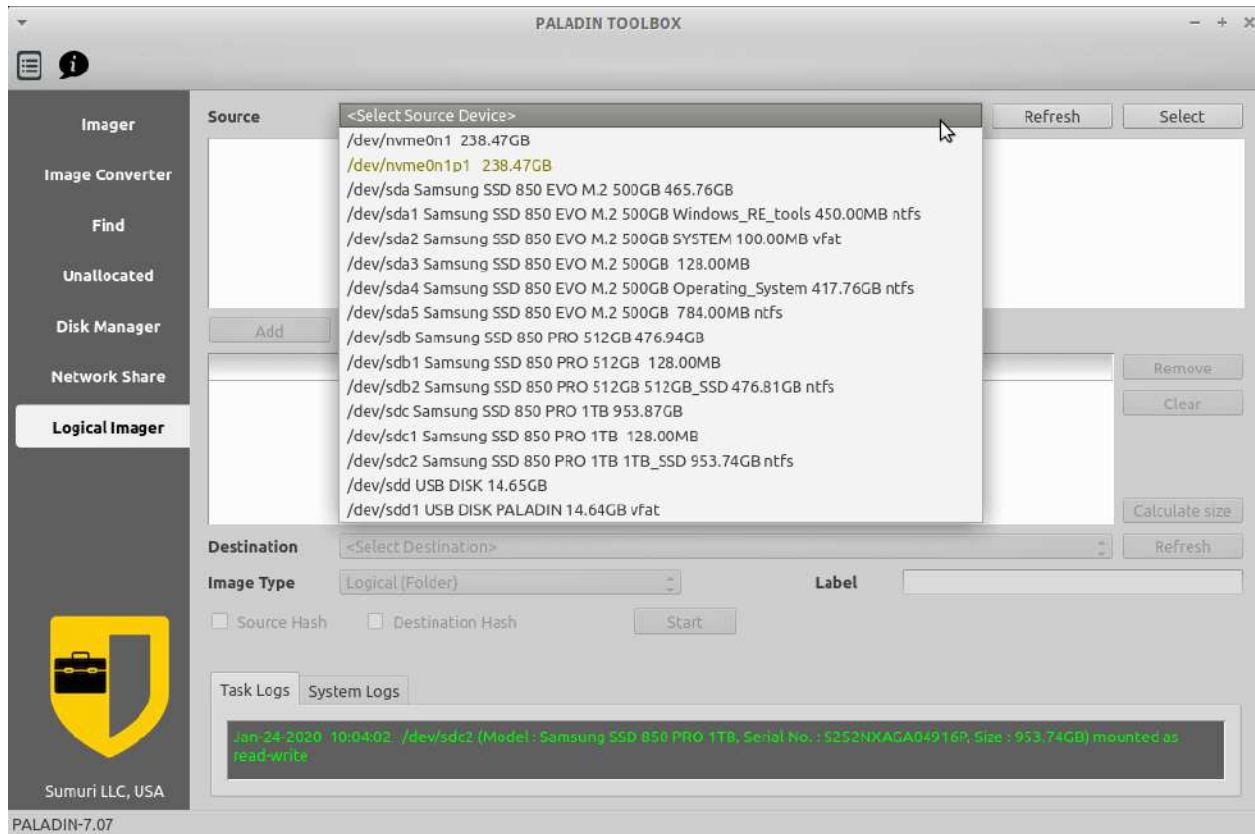 PALADIN TOOLBOX
Imager
Image Converter
Find
Unallocated
Disk Manager
Network Share
Logical Imager
Source
<Select Source Device>
Refresh
Select
/dev/nvme0n1 238.47GB
/dev/nvme0n1p1 238.47GB
/dev/sda Samsung SSD 850 EVO M.2 500GB 465.76GB
/dev/sda1 Samsung SSD 850 EVO M.2 500GB Windows_RE_tools 450.00MB ntfs
/dev/sda2 Samsung SSD 850 EVO M.2 500GB SYSTEM 100.00MB vfat
/dev/sda3 Samsung SSD 850 EVO M.2 500GB 128.00MB
/dev/sda4 Samsung SSD 850 EVO M.2 500GB Operating_System 417.76GB ntfs
/dev/sda5 Samsung SSD 850 EVO M.2 500GB 784.00MB ntfs
/dev/sdb Samsung SSD 850 PRO 512GB 476.94GB
/dev/sdb1 Samsung SSD 850 PRO 512GB 128.00MB
/dev/sdb2 Samsung SSD 850 PRO 512GB 512GB_SSD 476.81GB ntfs
/dev/sdc Samsung SSD 850 PRO 1TB 953.87GB
/dev/sdc1 Samsung SSD 850 PRO 1TB 128.00MB
/dev/sdc2 Samsung SSD 850 PRO 1TB 1TB_SSD 953.74GB ntfs
/dev/sdd USB DISK 14.65GB
/dev/sdd1 USB DISK PALADIN 14.64GB vfat
Add
Remove
Clear
Calculate size
Destination
<Select Destination>
Refresh
Image Type
Logical (Folder)
Label
Source Hash
Destination Hash
Start
Task Logs
System Logs
Jan-24-2020 10:04:02 /dev/sdc2 (Model : Samsung SSD 850 PRO 1TB, Serial No. : S252NXAGA04916P, Size : 953.74GB) mounted as
read-write
Sumuri LLC, USA
PALADIN-7.07